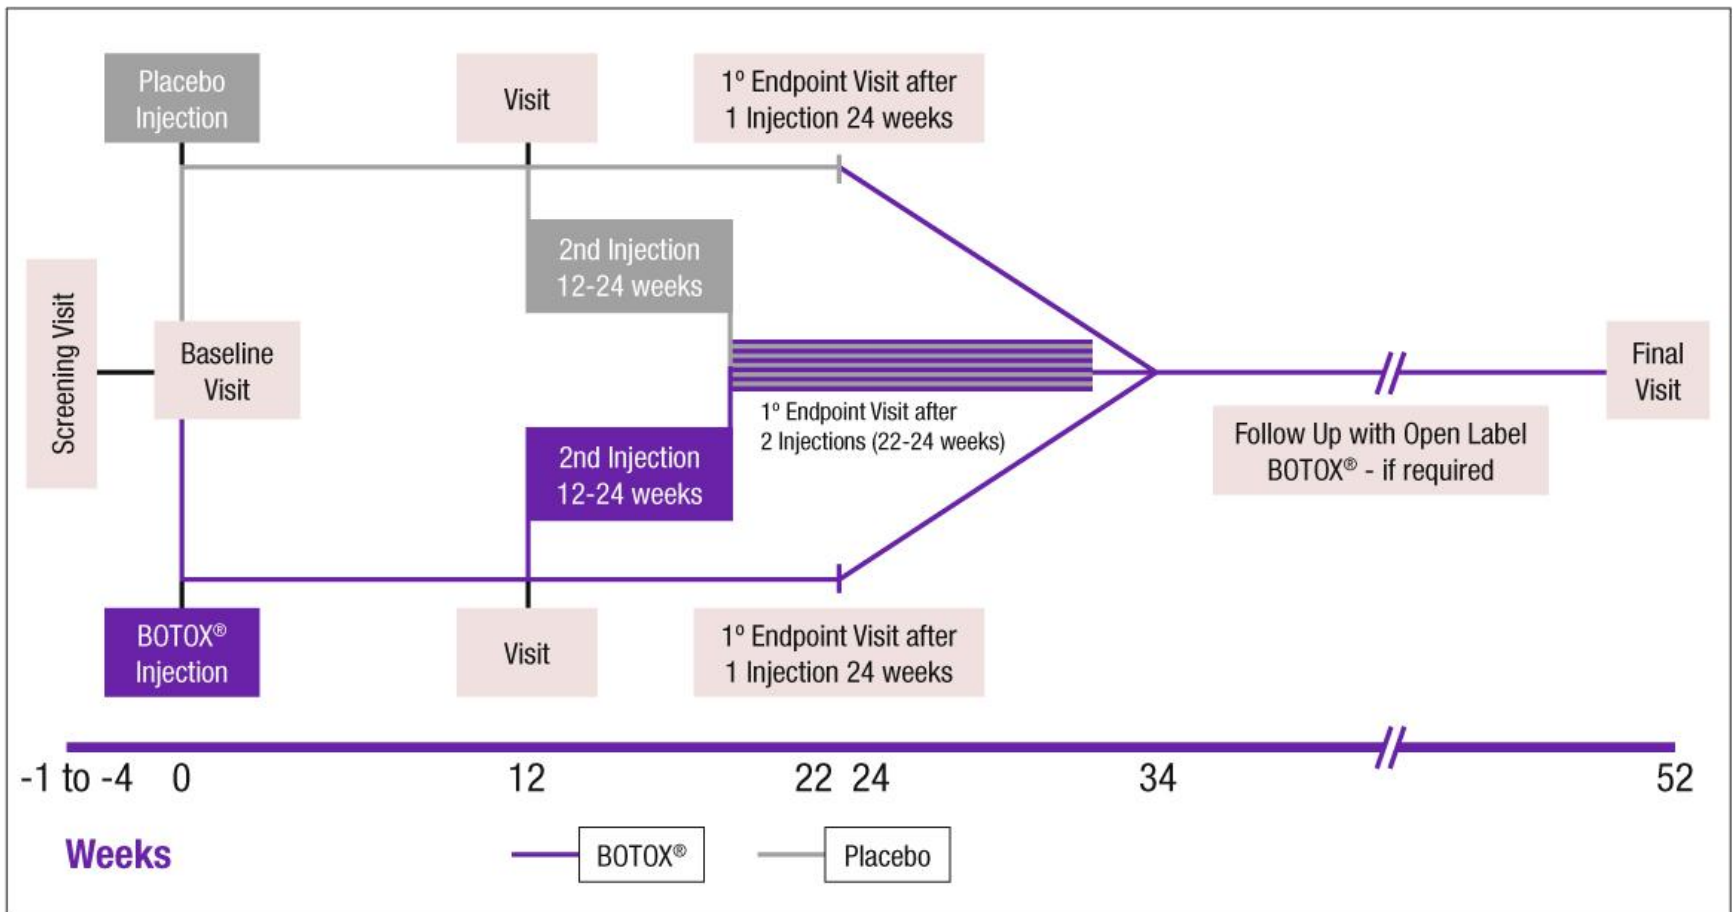 Placebo
Injection
Visit
1º Endpoint Visit after
1 Injection 24 weeks
2nd Injection
12-24 weeks
Screening Visit
Baseline
Visit
1º Endpoint Visit after
2 Injections (22-24 weeks)
Final
Visit
Follow Up with Open Label
BOTOX® - if required
2nd Injection
12-24 weeks
BOTOX®
Injection
Visit
1º Endpoint Visit after
1 Injection 24 weeks
-1 to -4 0 12 22 24 34 52
Weeks
BOTOX®
Placebo